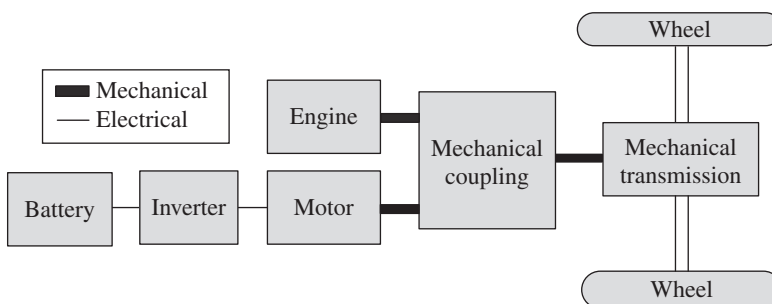 Wheel
Mechanical
Electrical
Engine
Mechanical
coupling
Mechanical
transmission
Battery
Inverter
Motor
Wheel